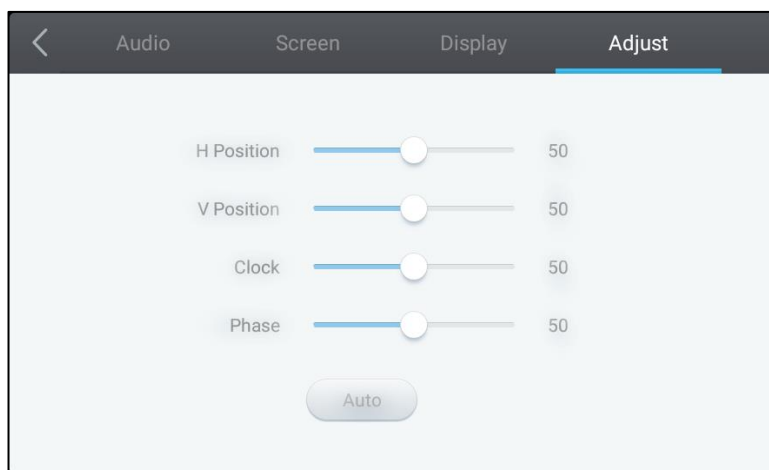 Audio Screen Display Adjust
H Position 50
V Position 50
Clock 50
Phase 50
Auto